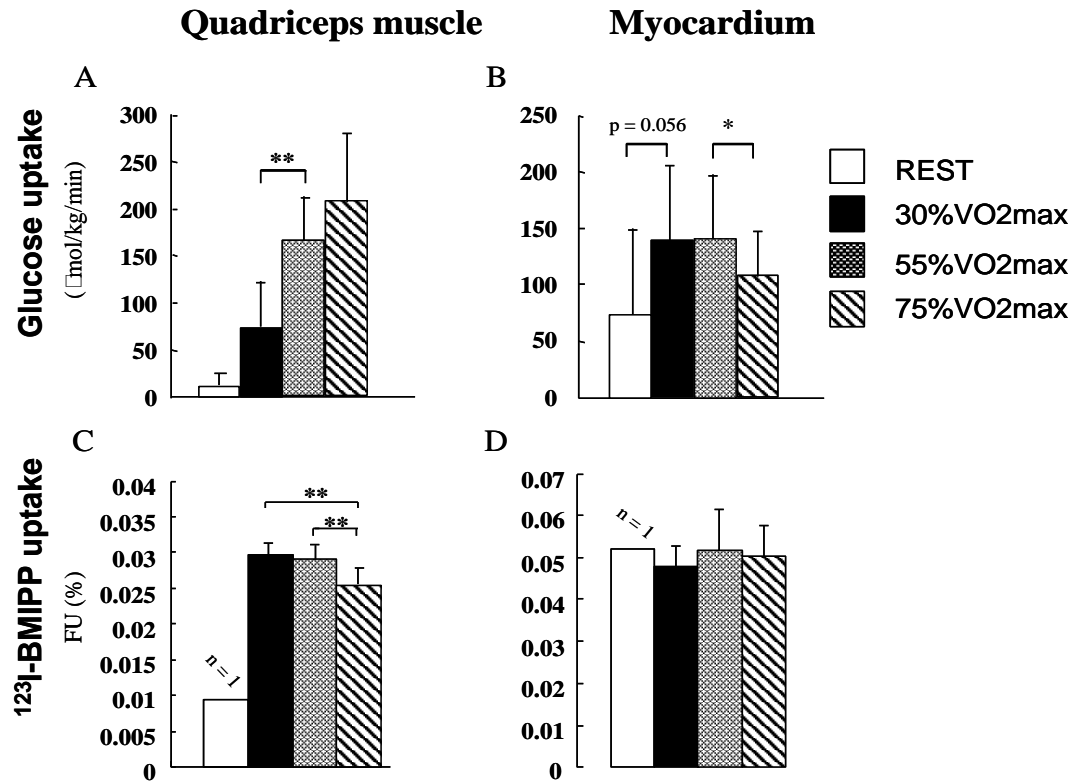 Quadriceps muscle
Myocardium
A
B
Glucose uptake
(□mol/kg/min)
300
250
200
150
100
50
0
**
250
200
150
100
50
0
p = 0.056
*
REST
30%VO2max
55%VO2max
75%VO2max
C
D
123I-BMIPP uptake
FU (%)
0.04
0.035
0.03
0.025
0.02
0.015
0.01
0.005
0
**
**
n = 1
0.07
0.06
0.05
0.04
0.03
0.02
0.01
0
n = 1